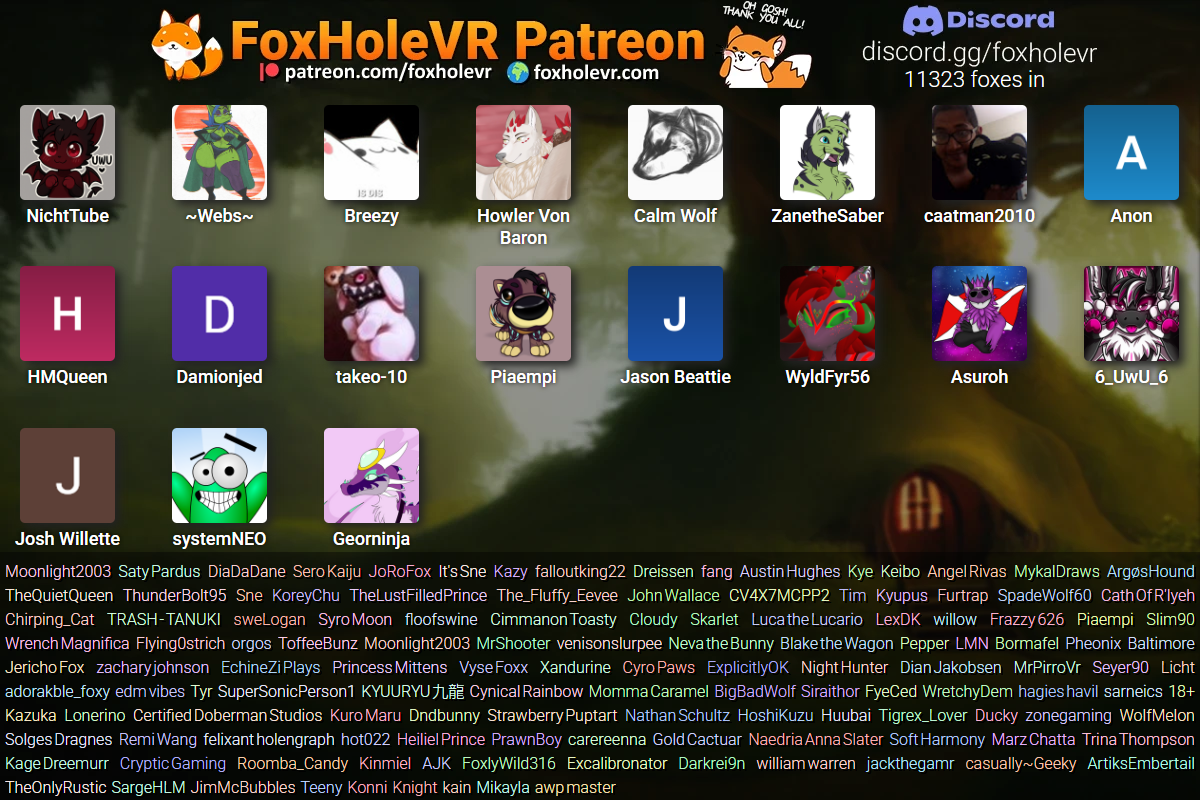 FoxHoleVR Patreon
patreon.com/foxholevr foxholevr.com
OH GOSH!
THANK YOU ALL!
Discord
discord.gg/foxholevr
11323 foxes in
UWU
IS DIS
A
NichtTube ~Webs~ Breezy Howler Von Baron Calm Wolf ZanetheSaber caatman2010 Anon
H D J
HMQueen Damionjed takeo-10 Piaempi Jason Beattie WyldFyr56 Asuroh 6_UwU_6
J
Josh Willette systemNEO Georninja
Moonlight2003 Saty Pardus DiaDaDane Sero Kaiju JoRoFox It's Sne Kazy falloutking22 Dreissen fang Austin Hughes Kye Keibo Angel Rivas MykalDraws ArgøsHound
TheQuietQueen ThunderBolt95 Sne KoreyChu TheLustFilledPrince The_Fluffy_Eevee John Wallace CV4X7MCPP2 Tim Kyupus Furtrap SpadeWolf60 Cath Of R'lyeh
Chirping_Cat TRASH-TANUKI sweLogan Syro Moon floofswine Cimmanon Toasty Cloudy Skarlet Luca the Lucario LexDK willow Frazzy 626 Piaempi Slim90
Wrench Magnifica Flying0strich orgos ToffeeBunz Moonlight2003 MrShooter venisonslurpee Neva the Bunny Blake the Wagon Pepper LMN Bormafel Pheonix Baltimore
Jericho Fox zachary johnson EchineZi Plays Princess Mittens Vyse Foxx Xandurine Cyro Paws ExplicitlyOK Night Hunter Dian Jakobsen MrPirroVr Seyer90 Licht
adorakble_foxy edm vibes Tyr SuperSonicPerson1 KYUURYU九龍 Cynical Rainbow Momma Caramel BigBadWolf Siraithor FyeCed WretchyDem hagies havil sarneics 18+
Kazuka Lonerino Certified Doberman Studios Kuro Maru Dndbunny Strawberry Puptart Nathan Schultz HoshiKuzu Huubai Tigrex_Lover Ducky zonegaming WolfMelon
Solges Dragnes Remi Wang felixant holengraph hot022 Heiliel Prince PrawnBoy carereenna Gold Cactuar Naedria Anna Slater Soft Harmony Marz Chatta Trina Thompson
Kage Dreemurr Cryptic Gaming Roomba_Candy Kinmiel AJK FoxlyWild316 Excalibronator Darkrei9n william warren jackthegamr casually~Geeky ArtiksEmbertail
TheOnlyRustic SargeHLM JimMcBubbles Teeny Konni Knight kain Mikayla awp master